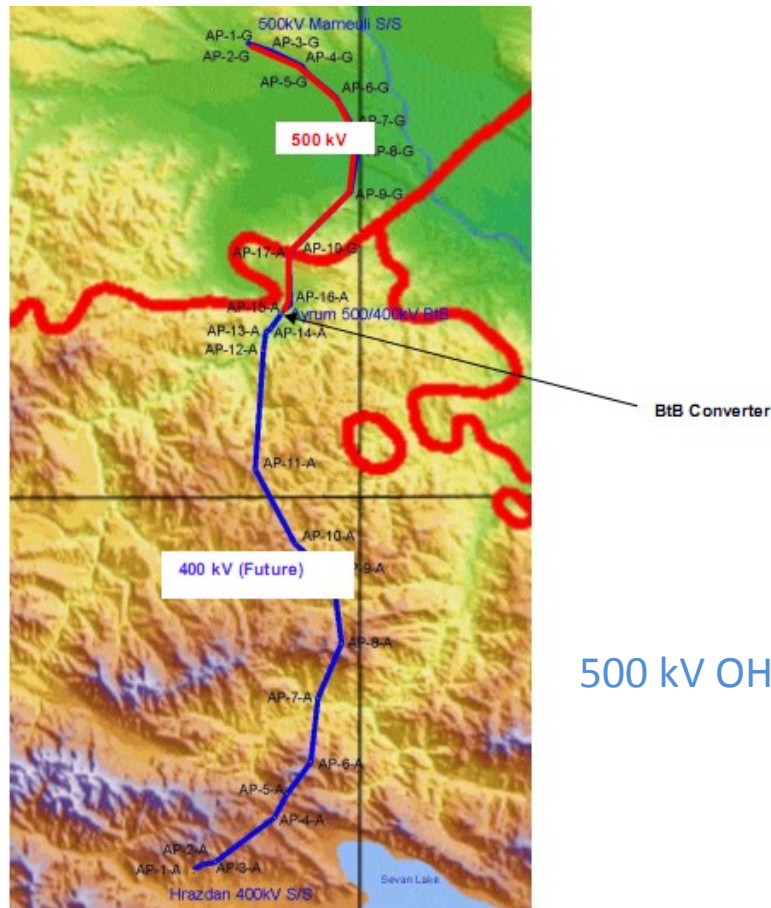 500kV Marneuli S/S
AP-1-G
AP-3-G
AP-2-G
AP-4-G
AP-5-G
AP-6-G
AP-7-G
500 kV
AP-8-G
AP-9-G
AP-17-A
AP-10-G
AP-16-A
AP-15-A
Ayrum 500/400kV BtB
AP-13-A
AP-14-A
AP-12-A
BtB Converter
AP-11-A
AP-10-A
400 kV (Future)
AP-9-A
AP-8-A
500 kV OH
AP-7-A
AP-6-A
AP-5-A
AP-4-A
AP-2-A
AP-1-A
AP-3-A
Hrazdan 400kV S/S
Sevan Lake